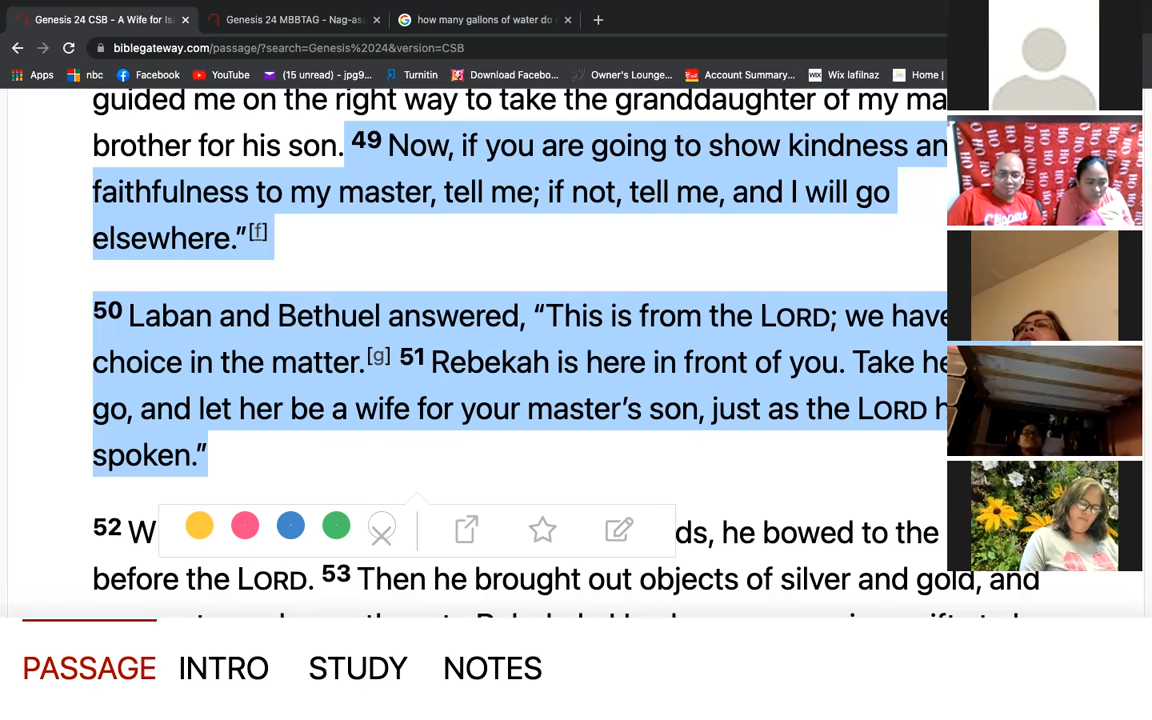 Genesis 24 CSB - A Wife for Isa
Genesis 24 MBBTAG - Nag-asa
how many gallons of water do
biblegateway.com/passage/?search=Genesis%2024&version=CSB
Apps nbc Facebook YouTube (15 unread) - jpg9... Turnitin Download Facebo... Owner's Lounge... Account Summary... WIX Wix lafilnaz Home |
guided me on the right way to take the granddaughter of my ma
brother for his son. 49 Now, if you are going to show kindness an
faithfulness to my master, tell me; if not, tell me, and I will go
elsewhere.”[f]
50 Laban and Bethuel answered, “This is from the LORD; we have
choice in the matter.[g] 51 Rebekah is here in front of you. Take he
go, and let her be a wife for your master’s son, just as the LORD h
spoken.”
52 W ds, he bowed to the
before the LORD. 53 Then he brought out objects of silver and gold, and
PASSAGE INTRO STUDY NOTES
HO HO HO
Clippers